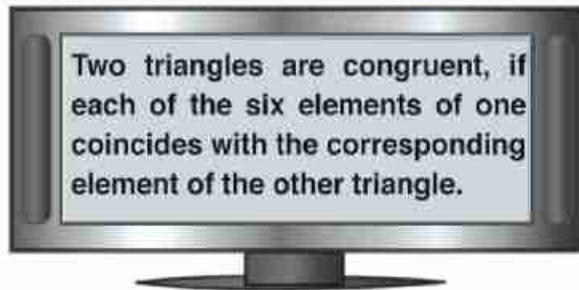 Two triangles are congruent, if
each of the six elements of one
coincides with the corresponding
element of the other triangle.